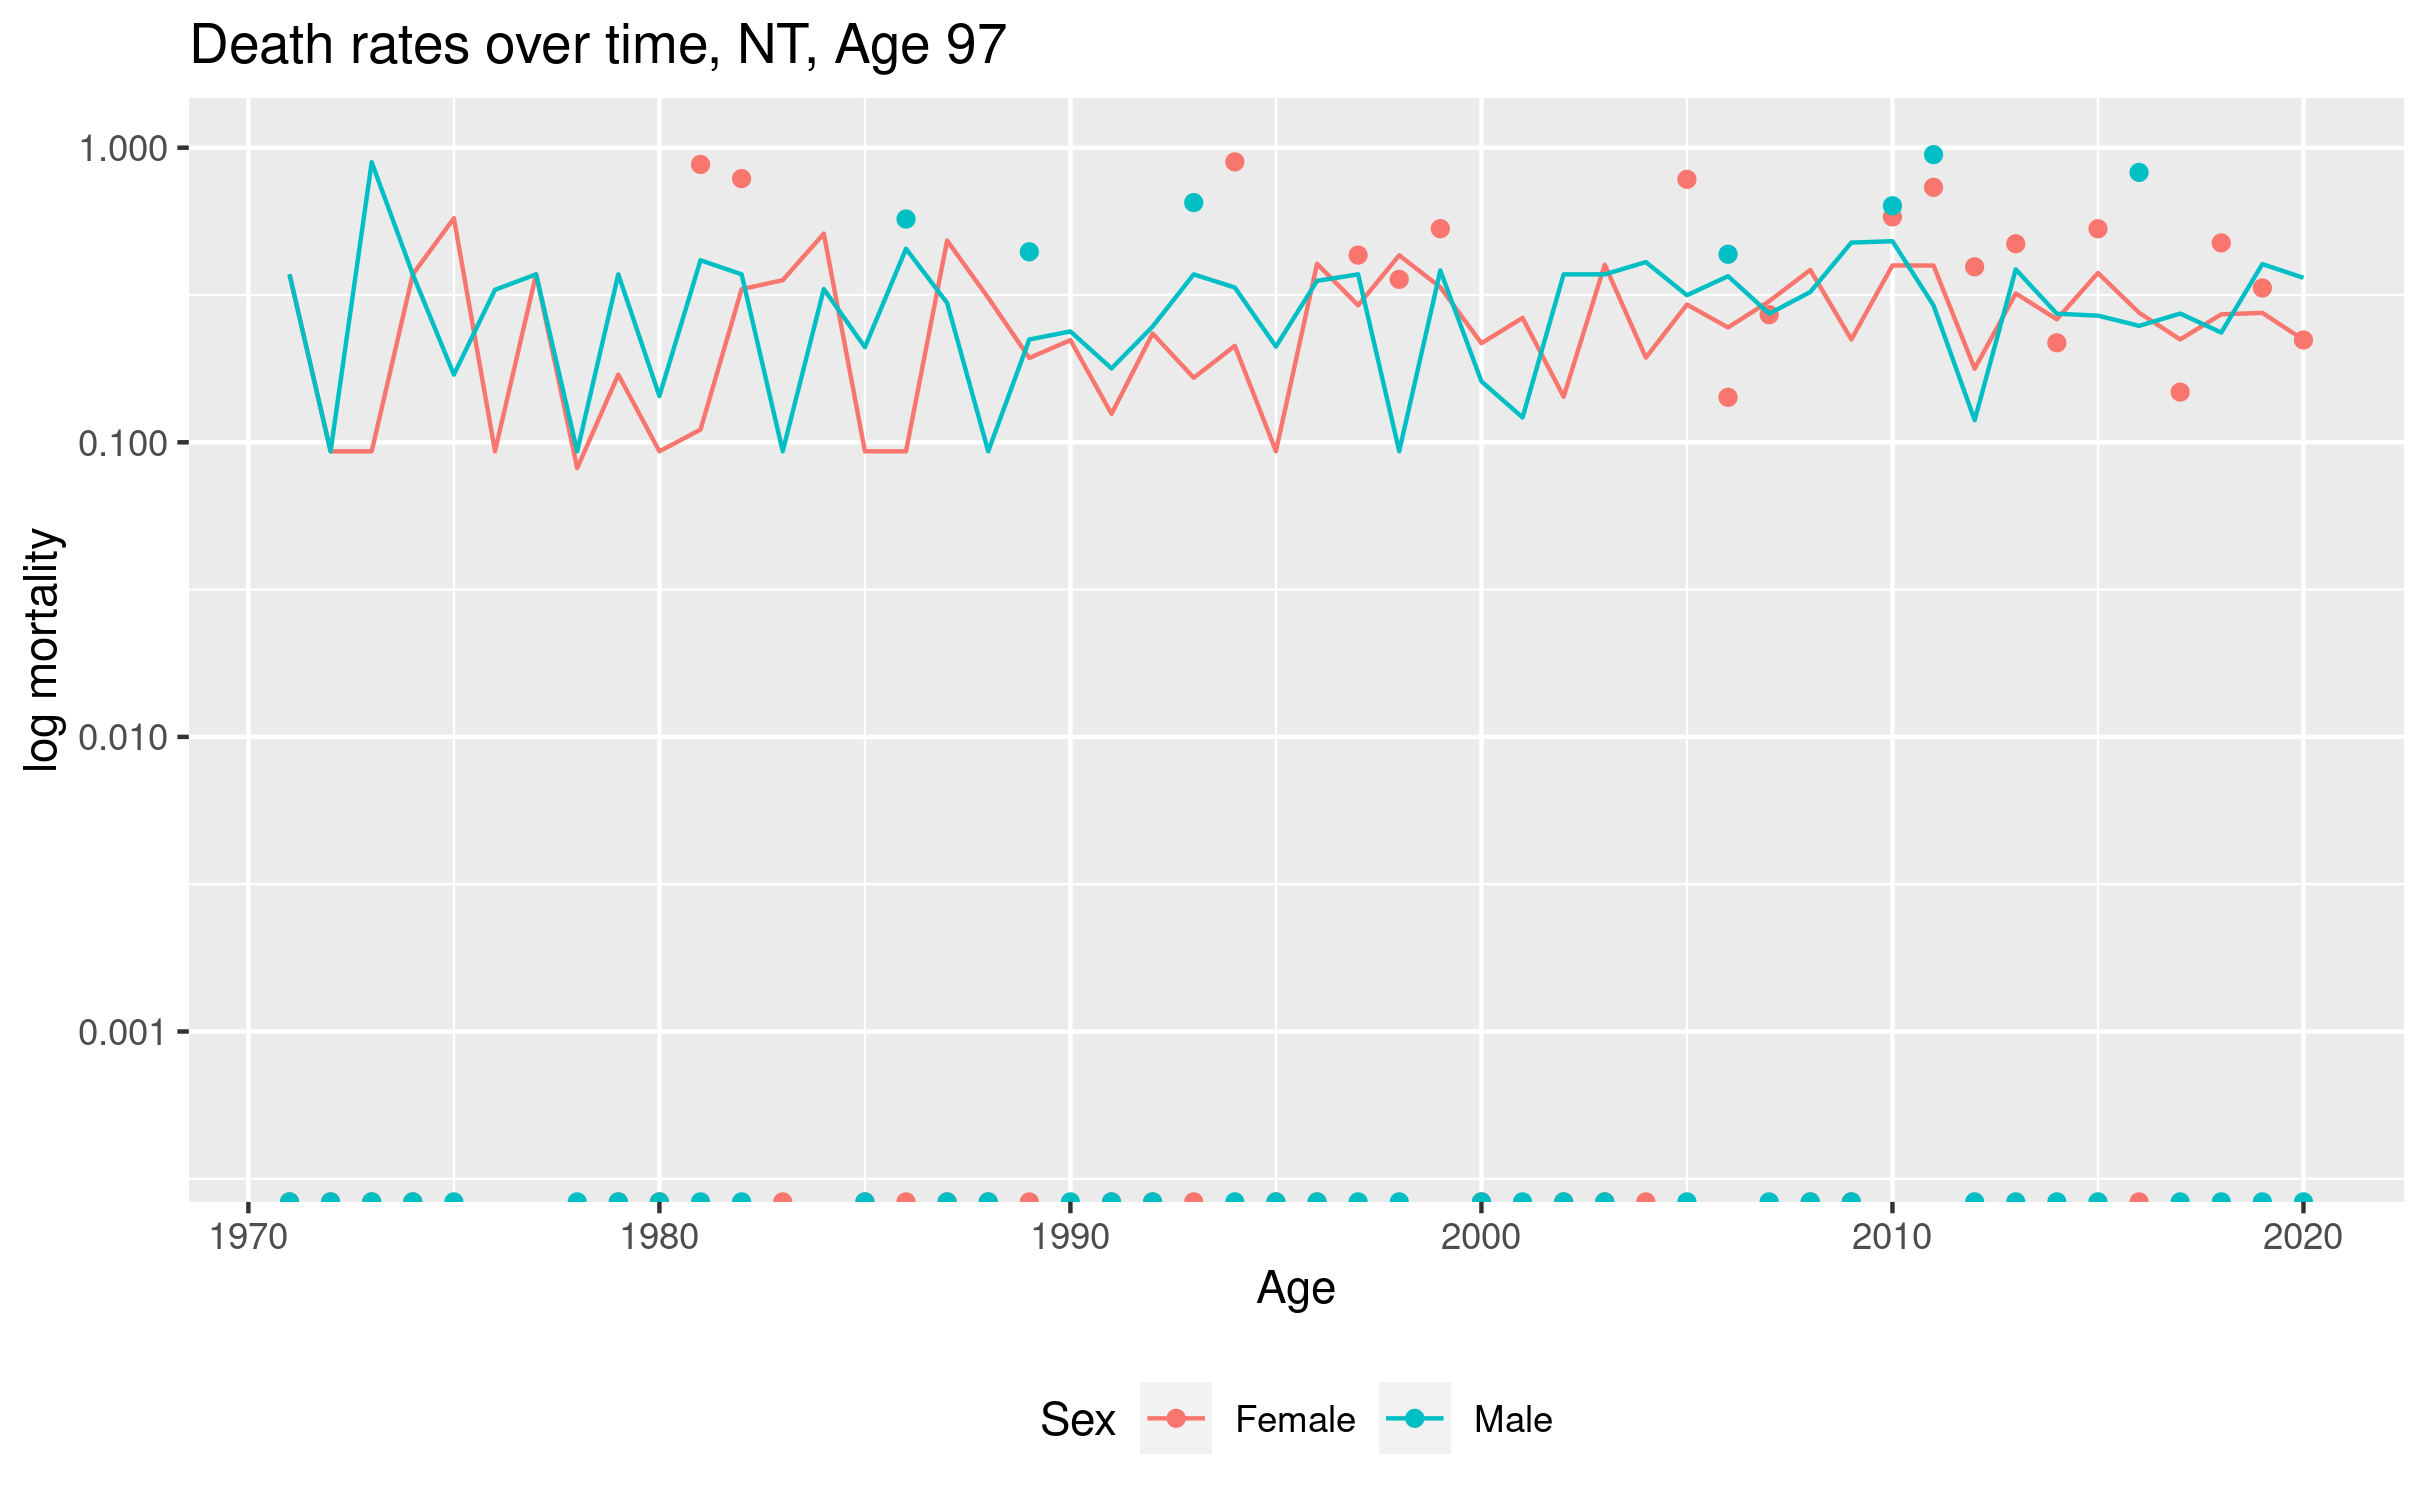 Death rates over time, NT, Age 97
log mortality
1.000
0.100
0.010
0.001
1970 1980 1990 2000 2010 2020
Age
Sex Female Male